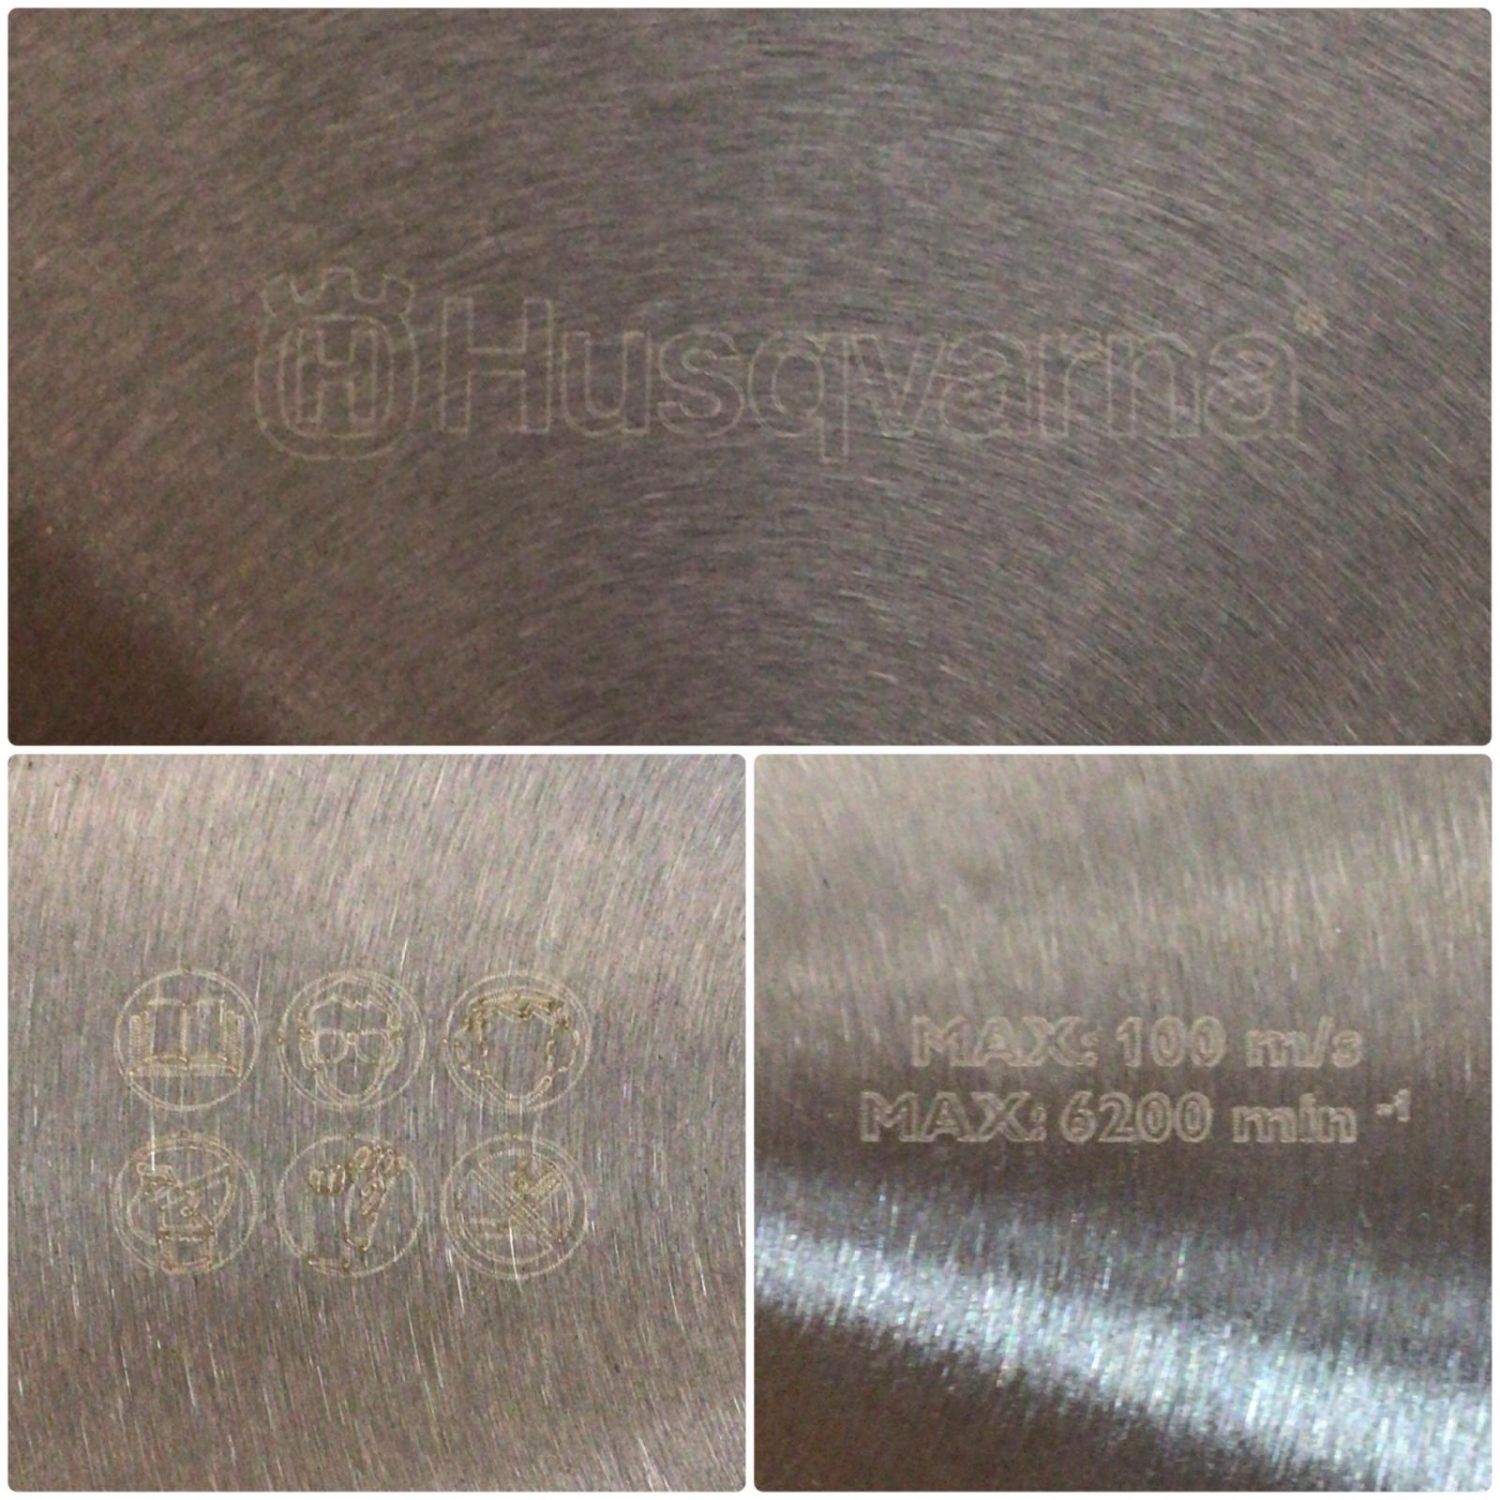 H Husqvarna®
MAX: 100 m/s
MAX: 6200 min ⁻¹